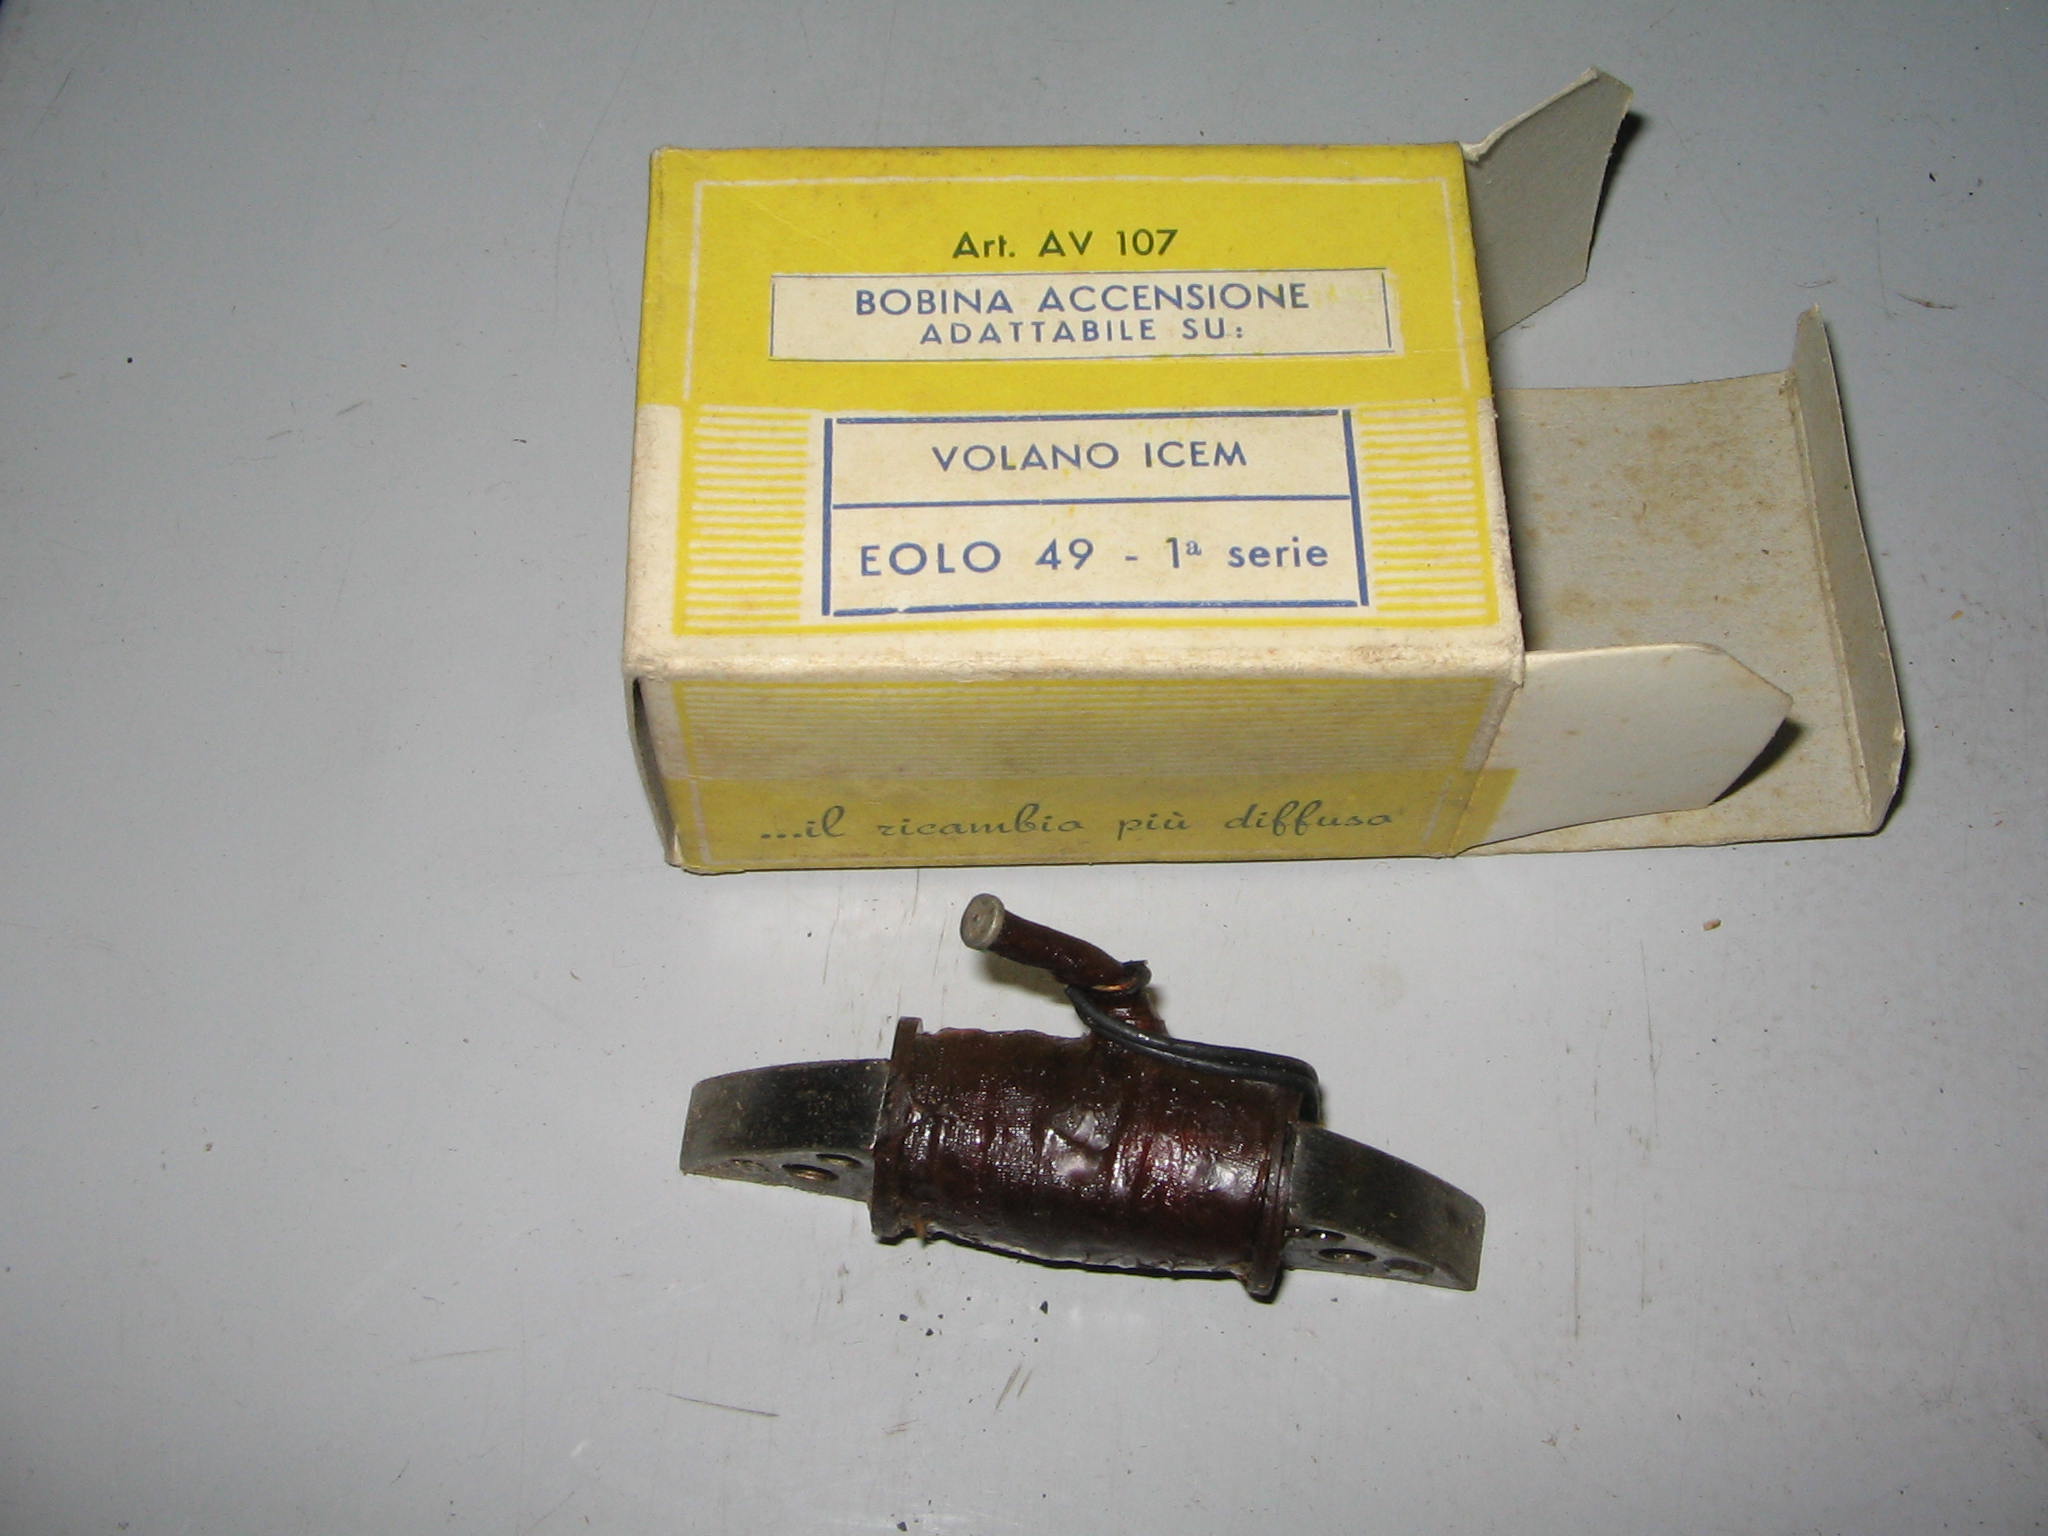 Art. AV 107
BOBINA ACCENSIONE
ADATTABILE SU:
VOLANO ICEM
EOLO 49 - 1ª serie
...il ricambio più diffuso